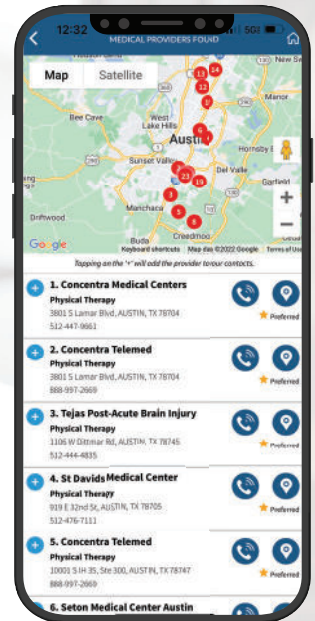 12:32
5G
MEDICAL PROVIDERS FOUND
Map
Satellite
Manor
Bee Cave
West
Lake Hills
Austin
Hornsby
Sunset Valley
Del Valle
Garfield
Manchaca
Driftwood
Buda
Creedmoor
Google
Keyboard shortcuts
Map data ©2022 Google
Terms of Use
Tapping on the '+' will add the provider to our contacts.
1. Concentra Medical Centers
Physical Therapy
3801 S Lamar Blvd, AUSTIN, TX 78704
512-447-9661
Preferred
2. Concentra Telemed
Physical Therapy
3801 S Lamar Blvd, AUSTIN, TX 78704
888-997-2669
Preferred
3. Tejas Post-Acute Brain Injury
Physical Therapy
1106 W Dittmar Rd, AUSTIN, TX 78745
512-444-4835
Preferred
4. St Davids Medical Center
Physical Therapy
919 E 32nd St, AUSTIN, TX 78705
512-476-7111
Preferred
5. Concentra Telemed
Physical Therapy
10001 S IH 35, Ste 300, AUSTIN, TX 78747
888-997-2669
Preferred
6. Seton Medical Center Austin